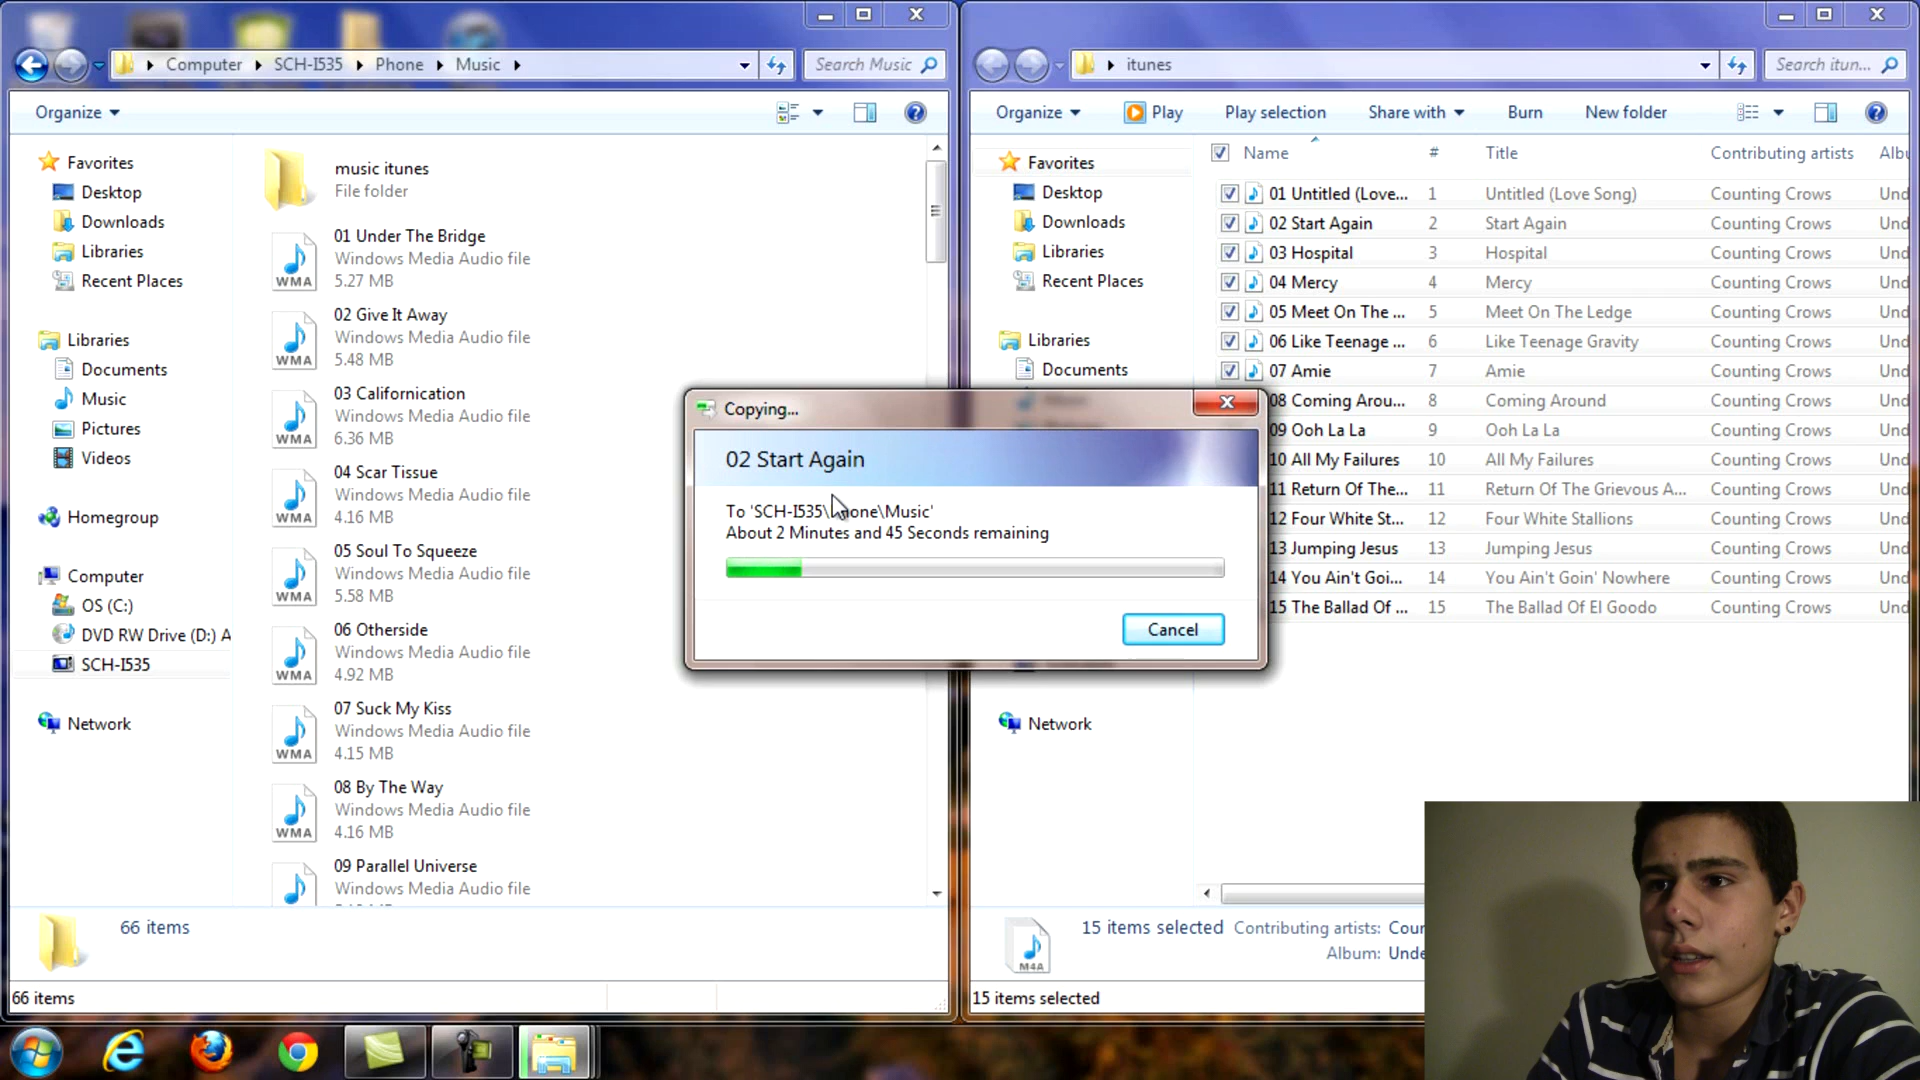 Computer ▸ SCH-I535 ▸ Phone ▸ Music ▸
Search Music
Organize
Favorites
Desktop
Downloads
Libraries
Recent Places
Libraries
Documents
Music
Pictures
Videos
Homegroup
Computer
OS (C:)
DVD RW Drive (D:) A
SCH-I535
Network
music itunes
File folder
01 Under The Bridge
Windows Media Audio file
5.27 MB
WMA
02 Give It Away
Windows Media Audio file
5.48 MB
WMA
03 Californication
Windows Media Audio file
6.36 MB
WMA
04 Scar Tissue
Windows Media Audio file
4.16 MB
WMA
05 Soul To Squeeze
Windows Media Audio file
5.58 MB
WMA
06 Otherside
Windows Media Audio file
4.92 MB
WMA
07 Suck My Kiss
Windows Media Audio file
4.15 MB
WMA
08 By The Way
Windows Media Audio file
4.16 MB
WMA
09 Parallel Universe
Windows Media Audio file
66 items
66 items
itunes
Search itun...
Organize Play Play selection Share with Burn New folder
Favorites
Desktop
Downloads
Libraries
Recent Places
Libraries
Documents
Network
Name # Title Contributing artists Albu
01 Untitled (Love... 1 Untitled (Love Song) Counting Crows Und
02 Start Again 2 Start Again Counting Crows Und
03 Hospital 3 Hospital Counting Crows Und
04 Mercy 4 Mercy Counting Crows Und
05 Meet On The ... 5 Meet On The Ledge Counting Crows Und
06 Like Teenage ... 6 Like Teenage Gravity Counting Crows Und
07 Amie 7 Amie Counting Crows Und
08 Coming Arou... 8 Coming Around Counting Crows Und
09 Ooh La La 9 Ooh La La Counting Crows Und
10 All My Failures 10 All My Failures Counting Crows Und
11 Return Of The... 11 Return Of The Grievous A... Counting Crows Und
12 Four White St... 12 Four White Stallions Counting Crows Und
13 Jumping Jesus 13 Jumping Jesus Counting Crows Und
14 You Ain't Goi... 14 You Ain't Goin' Nowhere Counting Crows Und
15 The Ballad Of ... 15 The Ballad Of El Goodo Counting Crows Und
Copying...
02 Start Again
To 'SCH-I535\Phone\Music'
About 2 Minutes and 45 Seconds remaining
Cancel
M4A
15 items selected Contributing artists: Coun
Album: Unde
15 items selected